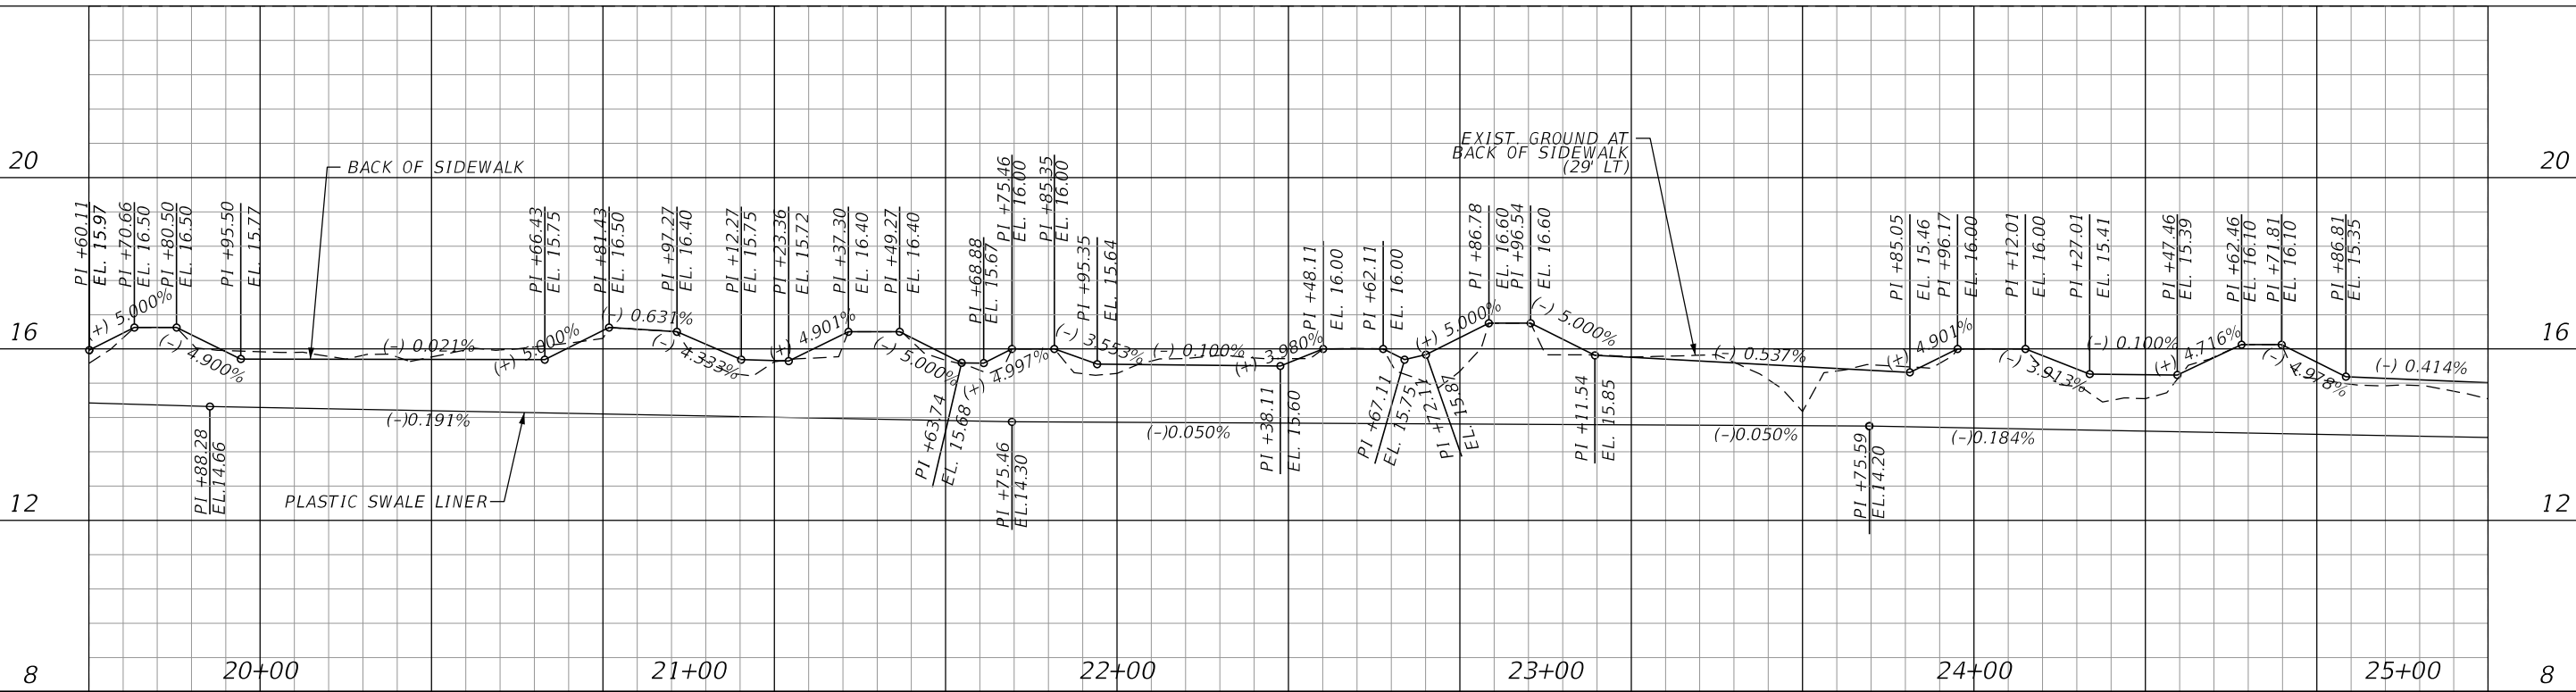 20
20
BACK OF SIDEWALK
EXIST. GROUND AT
BACK OF SIDEWALK
(29' LT)
PI +60.11
EL. 15.97
PI +70.66
EL. 16.50
PI +80.50
EL. 16.50
PI +95.50
EL. 15.77
PI +66.43
EL. 15.75
PI +81.43
EL. 16.50
PI +97.27
EL. 16.40
PI +12.27
EL. 15.75
PI +23.36
EL. 15.72
PI +37.30
EL. 16.40
PI +49.27
EL. 16.40
PI +68.88
EL. 15.67
PI +75.46
EL. 16.00
PI +85.35
EL. 16.00
PI +95.35
EL. 15.64
PI +48.11
EL. 16.00
PI +62.11
EL. 16.00
PI +86.78
EL. 16.60
PI +96.54
EL. 16.60
PI +85.05
EL. 15.46
PI +96.17
EL. 16.00
PI +12.01
EL. 16.00
PI +27.01
EL. 15.41
PI +47.46
EL. 15.39
PI +62.46
EL. 16.10
PI +71.81
EL. 16.10
PI +86.81
EL. 15.35
16
16
(+) 5.000%
(-) 4.900%
(-) 0.021%
(+) 5.000%
(-) 0.631%
(-) 4.333%
(+) 4.901%
(-) 5.000%
(+) 4.997%
(-) 3.553%
(-) 0.100%
(+) 3.980%
(+) 5.000%
(-) 5.000%
(-) 0.537%
(+) 4.901%
(-) 3.913%
(-) 0.100%
(+) 4.716%
(-) 4.978%
(-) 0.414%
PI +63.74
EL. 15.68
PI +38.11
EL. 15.60
PI +67.11
EL. 15.75
PI +72.11
EL. 15.87
PI +11.54
EL. 15.85
(-)0.191%
(-)0.050%
(-)0.050%
(-)0.184%
PI +88.28
EL.14.66
PI +75.46
EL.14.30
PI +75.59
EL.14.20
PLASTIC SWALE LINER
12
12
8
20+00
21+00
22+00
23+00
24+00
25+00
8